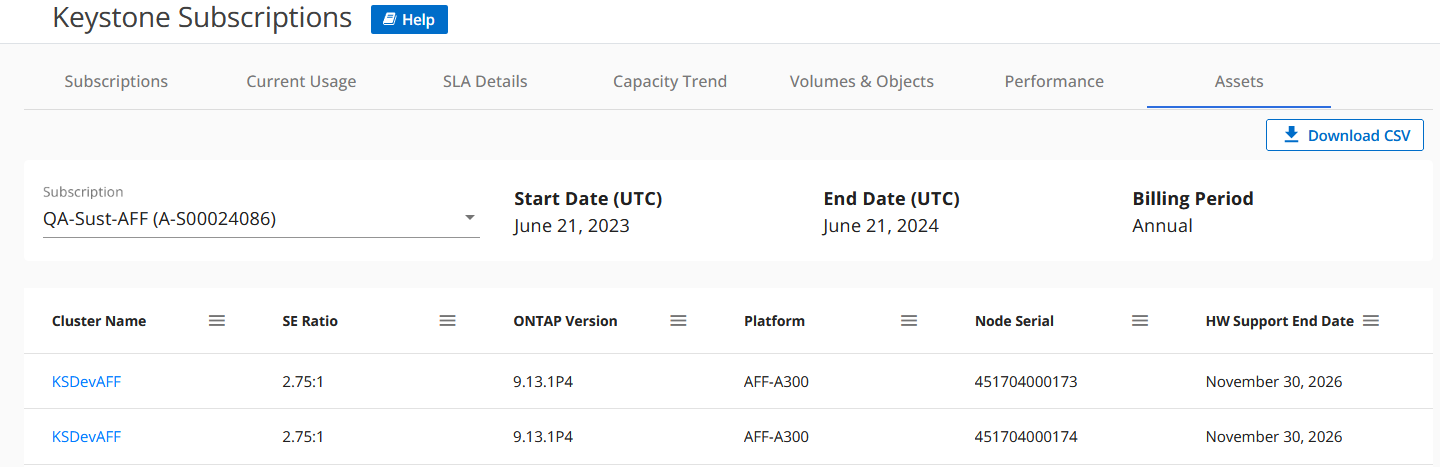 Keystone Subscriptions Help
Subscriptions Current Usage SLA Details Capacity Trend Volumes & Objects Performance Assets
Download CSV
Subscription
QA-Sust-AFF (A-S00024086)
Start Date (UTC) End Date (UTC) Billing Period
June 21, 2023 June 21, 2024 Annual
Cluster Name SE Ratio ONTAP Version Platform Node Serial HW Support End Date
KSDevAFF 2.75:1 9.13.1P4 AFF-A300 451704000173 November 30, 2026
KSDevAFF 2.75:1 9.13.1P4 AFF-A300 451704000174 November 30, 2026